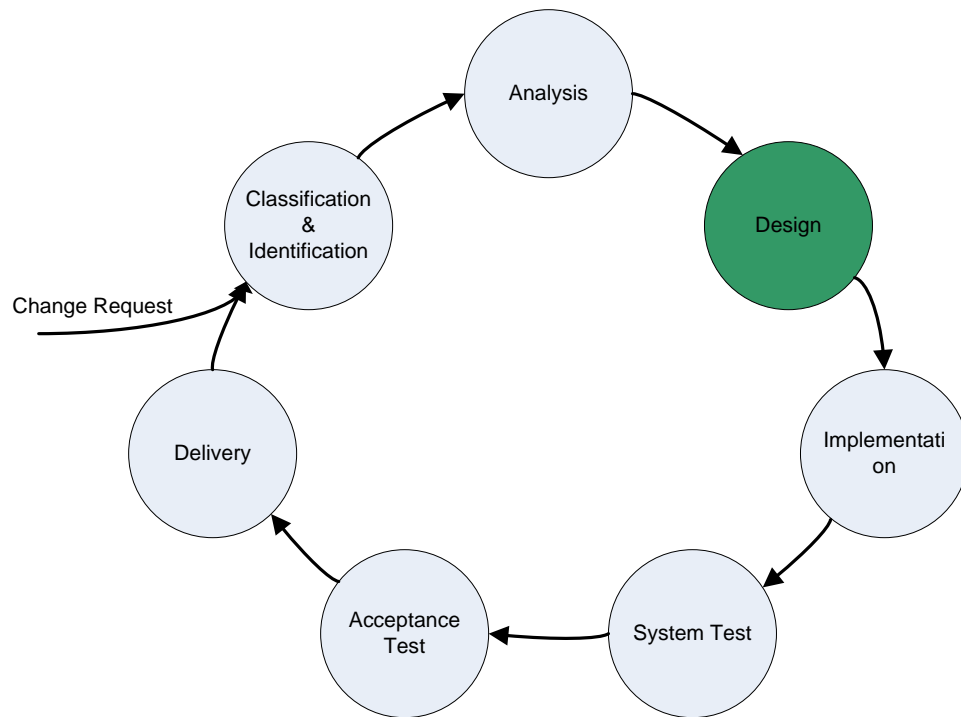 Analysis
Classification
&
Identification
Design
Change Request
Implementati
on
Delivery
Acceptance
Test
System Test